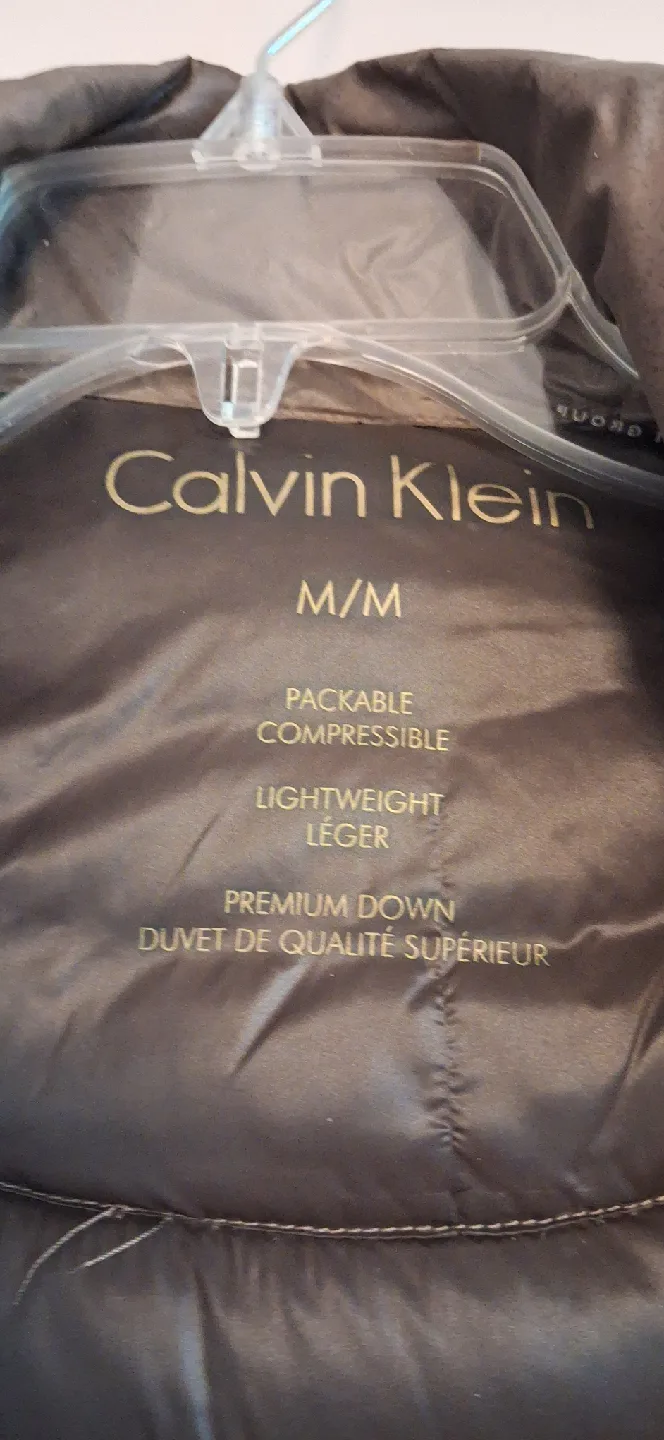 Calvin Klein
M/M
PACKABLE
COMPRESSIBLE
LIGHTWEIGHT
LÉGER
PREMIUM DOWN
DUVET DE QUALITÉ SUPÉRIEUR